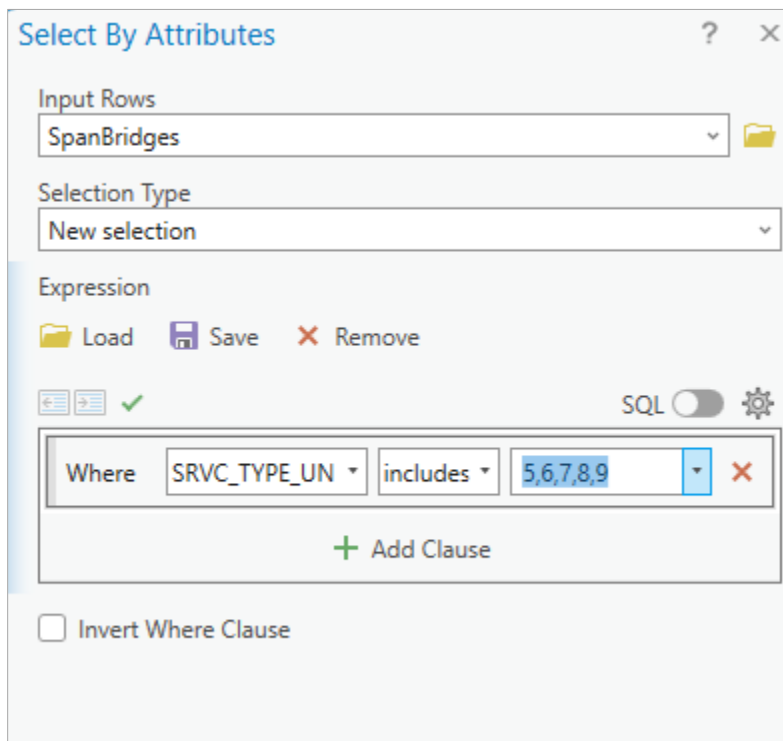 Select By Attributes ? ×
Input Rows
SpanBridges
Selection Type
New selection
Expression
Load Save Remove
SQL
Where SRVC_TYPE_UN includes 5,6,7,8,9
+ Add Clause
Invert Where Clause